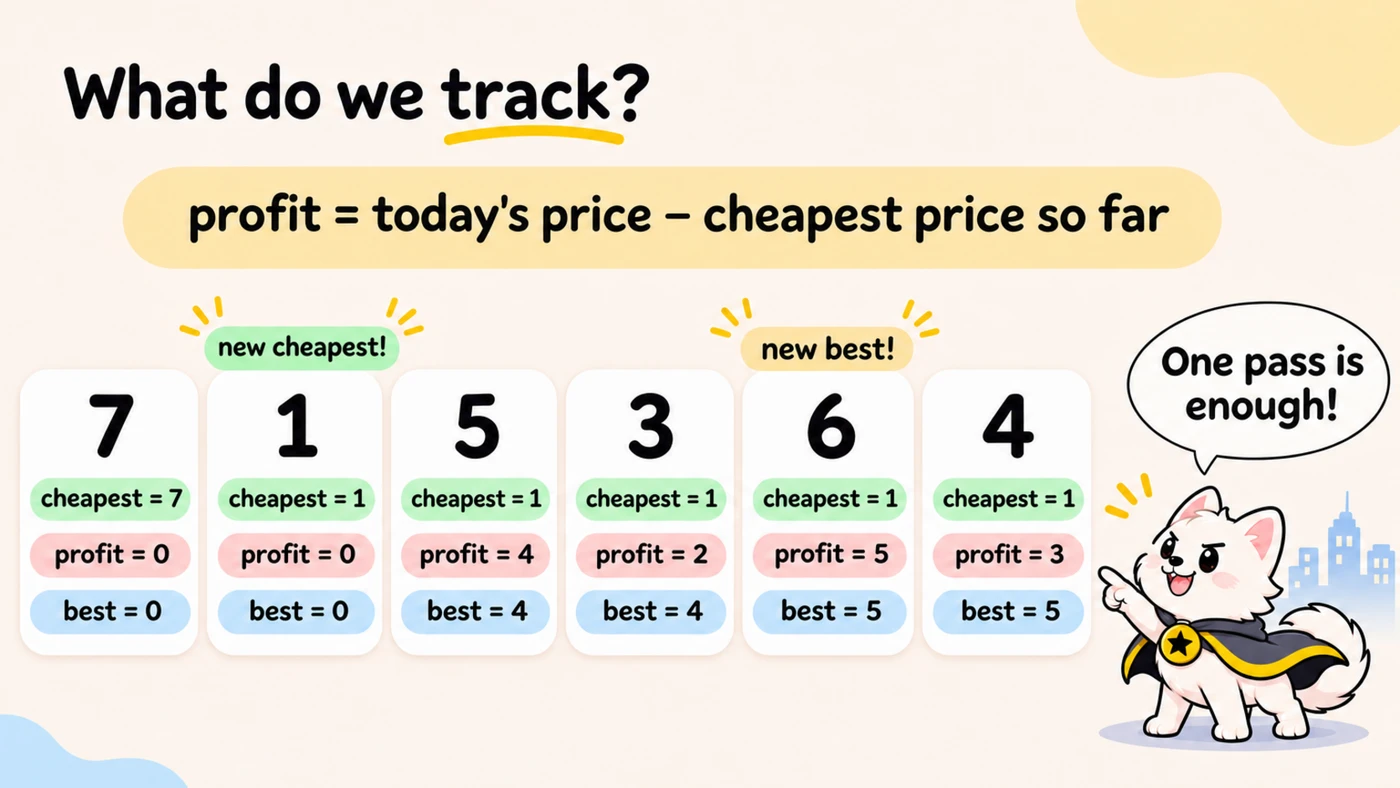 What do we track?
profit = today's price – cheapest price so far
new cheapest!
new best!
7
cheapest = 7
profit = 0
best = 0
1
cheapest = 1
profit = 0
best = 0
5
cheapest = 1
profit = 4
best = 4
3
cheapest = 1
profit = 2
best = 4
6
cheapest = 1
profit = 5
best = 5
4
cheapest = 1
profit = 3
best = 5
One pass is
enough!